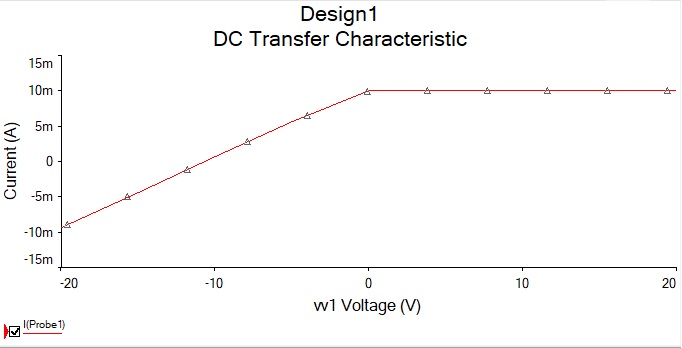 Design1
DC Transfer Characteristic
15m
10m
5m
0
-5m
-10m
-15m
Current (A)
-20
-10
0
10
20
vv1 Voltage (V)
I(Probe1)